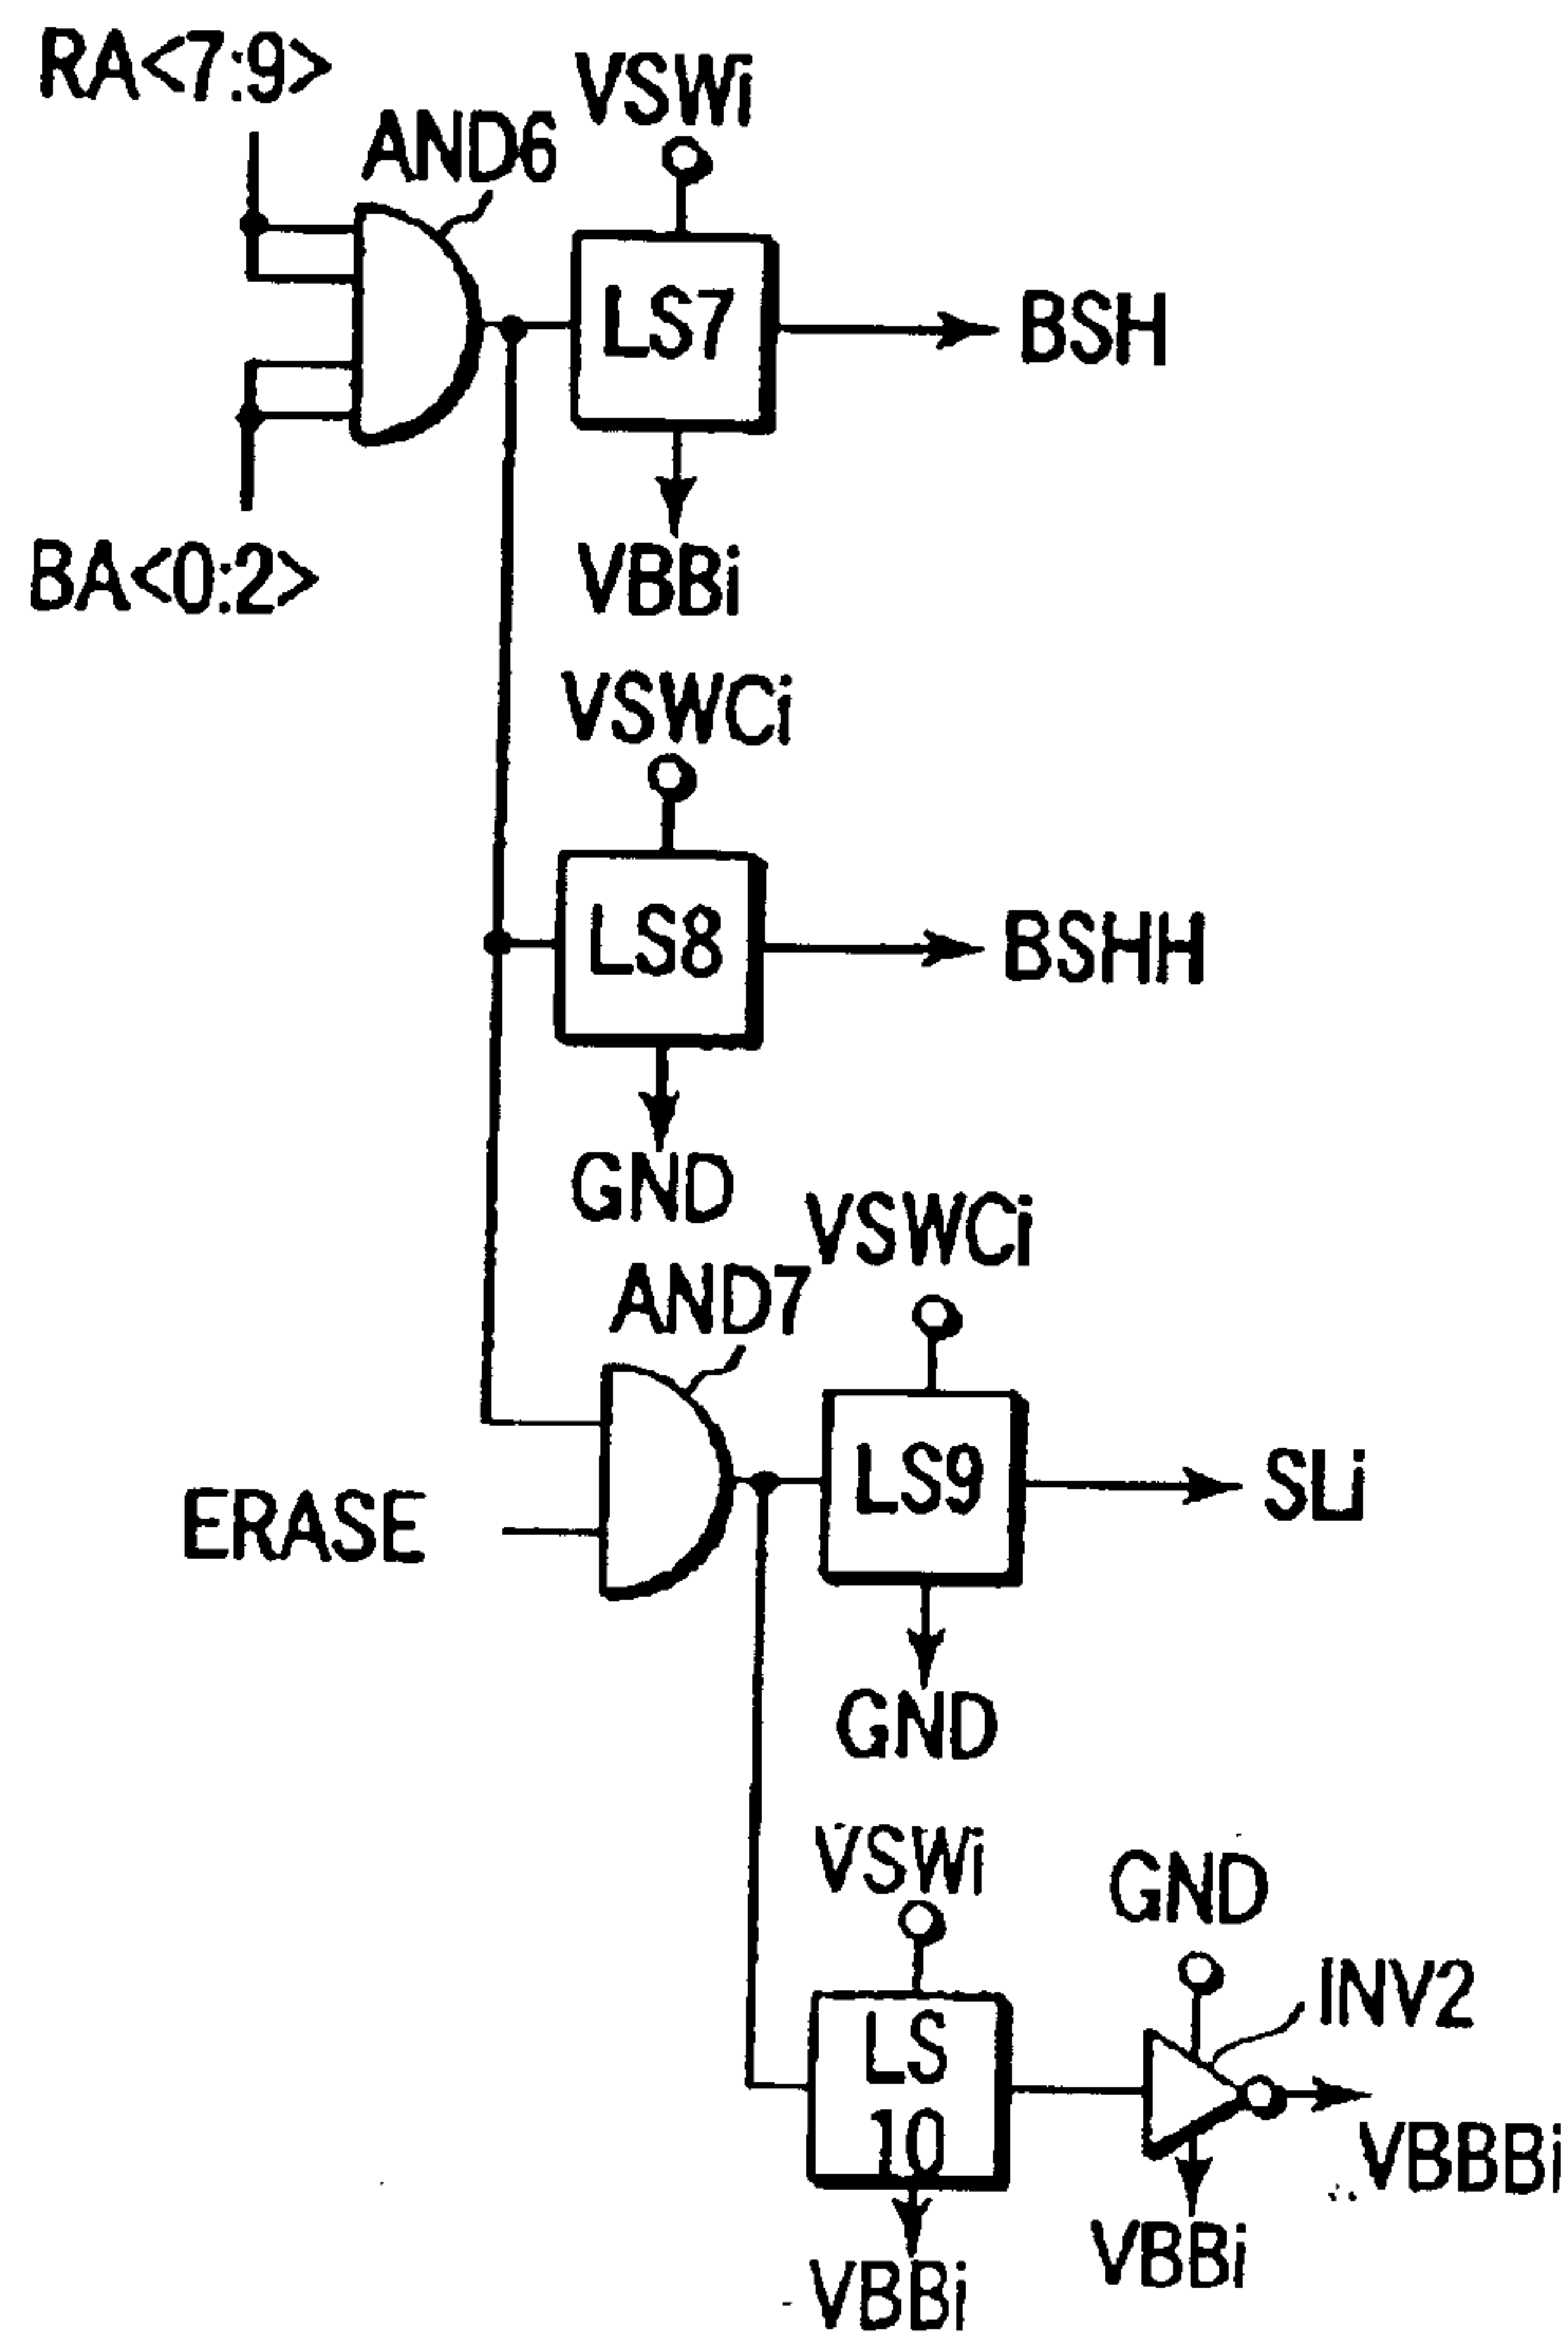 RA<7:9>
VSWi
AND6
LS7
BSH
BA<0:2>
VBBi
VSWCi
LS8
BSHH
GND
VSWCi
AND7
LS9
SLi
ERASE
GND
VSWi
GND
INV2
LS
10
VBBBi
VBBi
VBBi